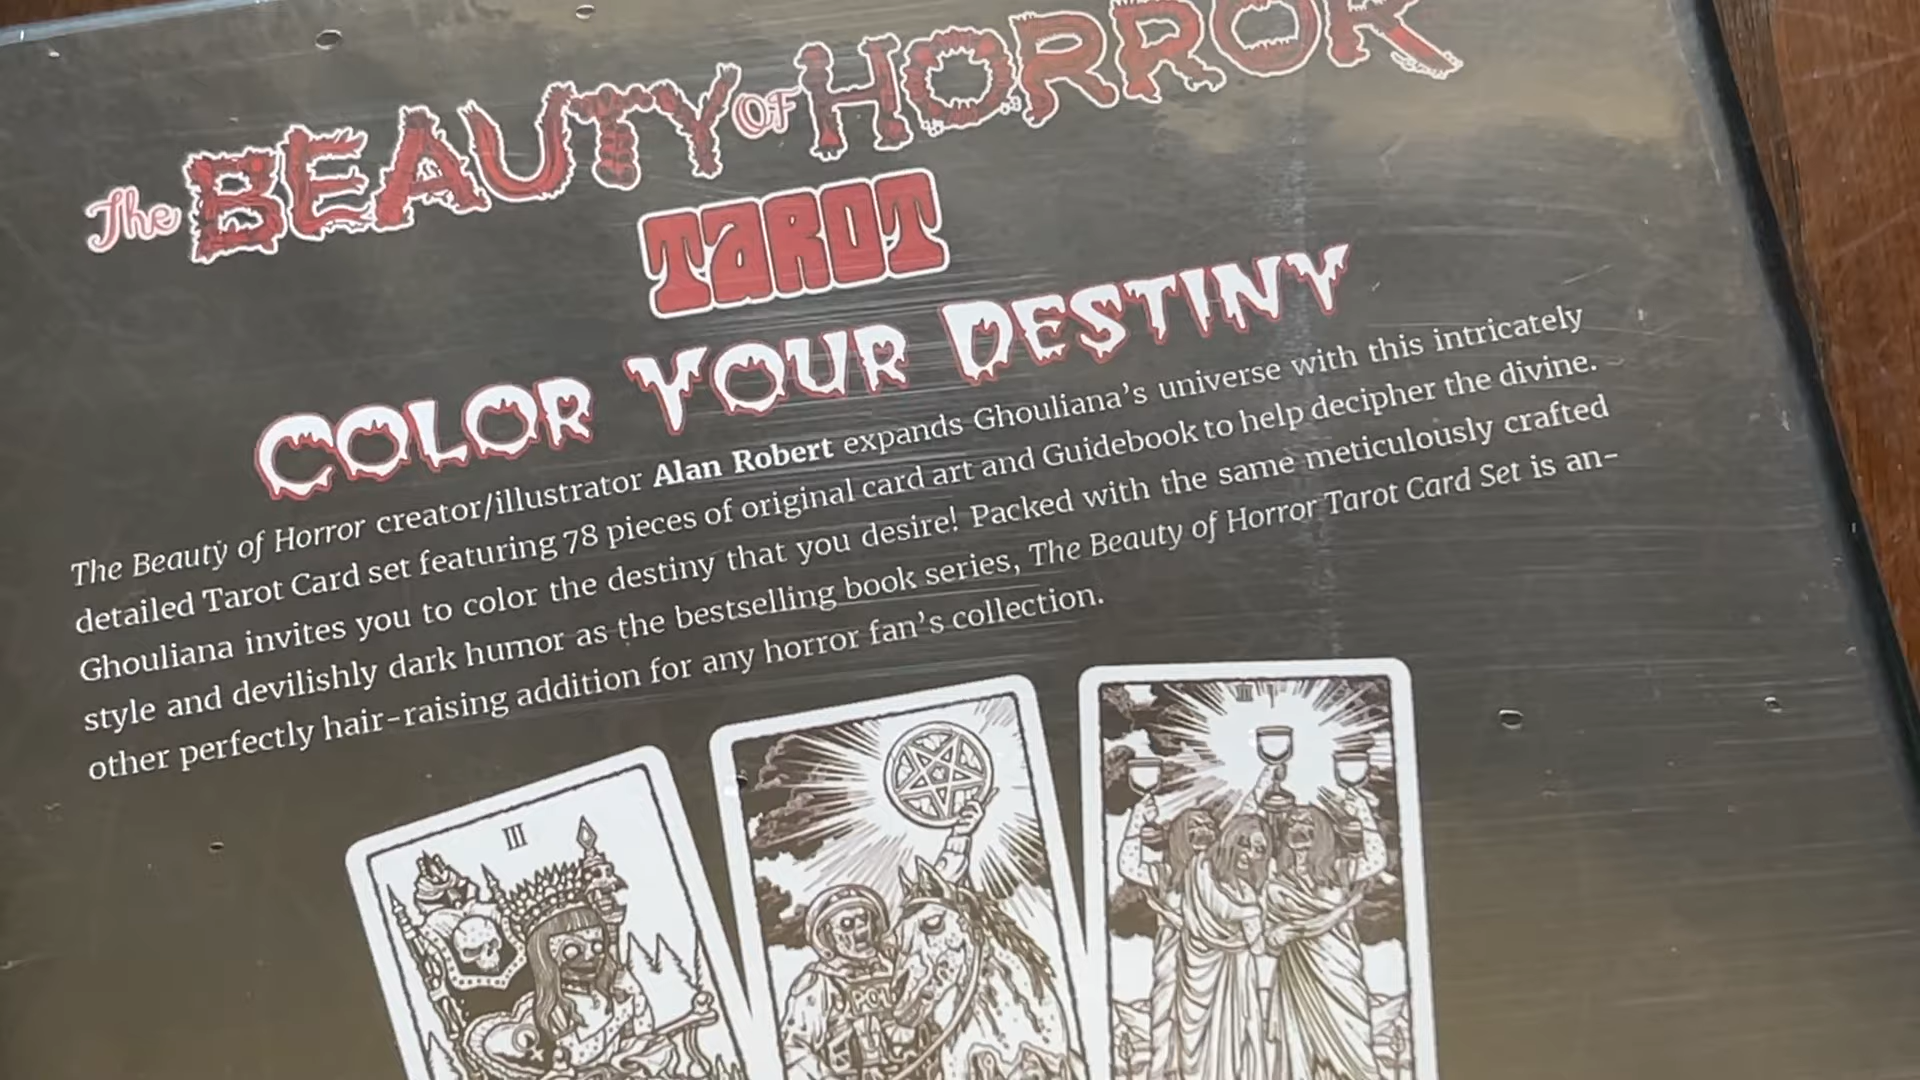 The BEAUTY OF HORROR
TAROT
COLOR YOUR DESTINY
The Beauty of Horror creator/illustrator Alan Robert expands Ghouliana's universe with this intricately
detailed Tarot Card set featuring 78 pieces of original card art and Guidebook to help decipher the divine.
Ghouliana invites you to color the destiny that you desire! Packed with the same meticulously crafted
style and devilishly dark humor as the bestselling book series, The Beauty of Horror Tarot Card Set is an-
other perfectly hair-raising addition for any horror fan's collection.
III
III